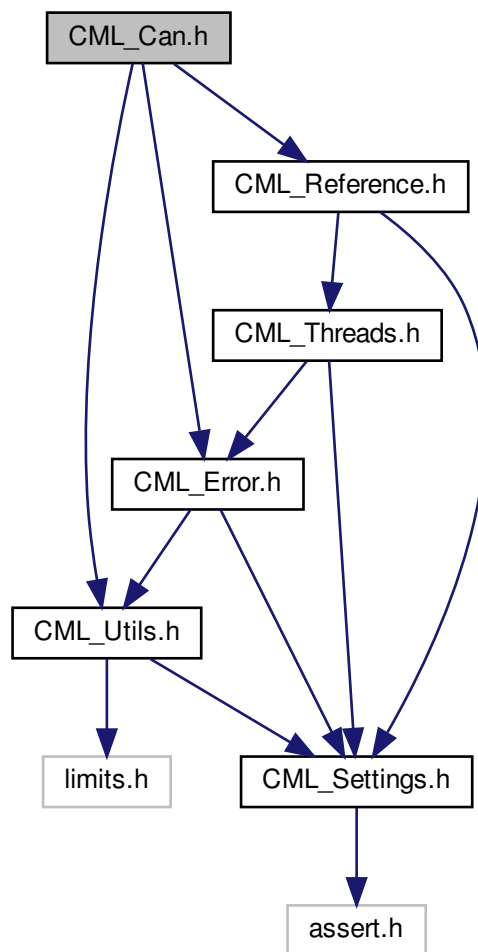 CML_Can.h
CML_Reference.h
CML_Threads.h
CML_Error.h
CML_Utils.h
limits.h
CML_Settings.h
assert.h